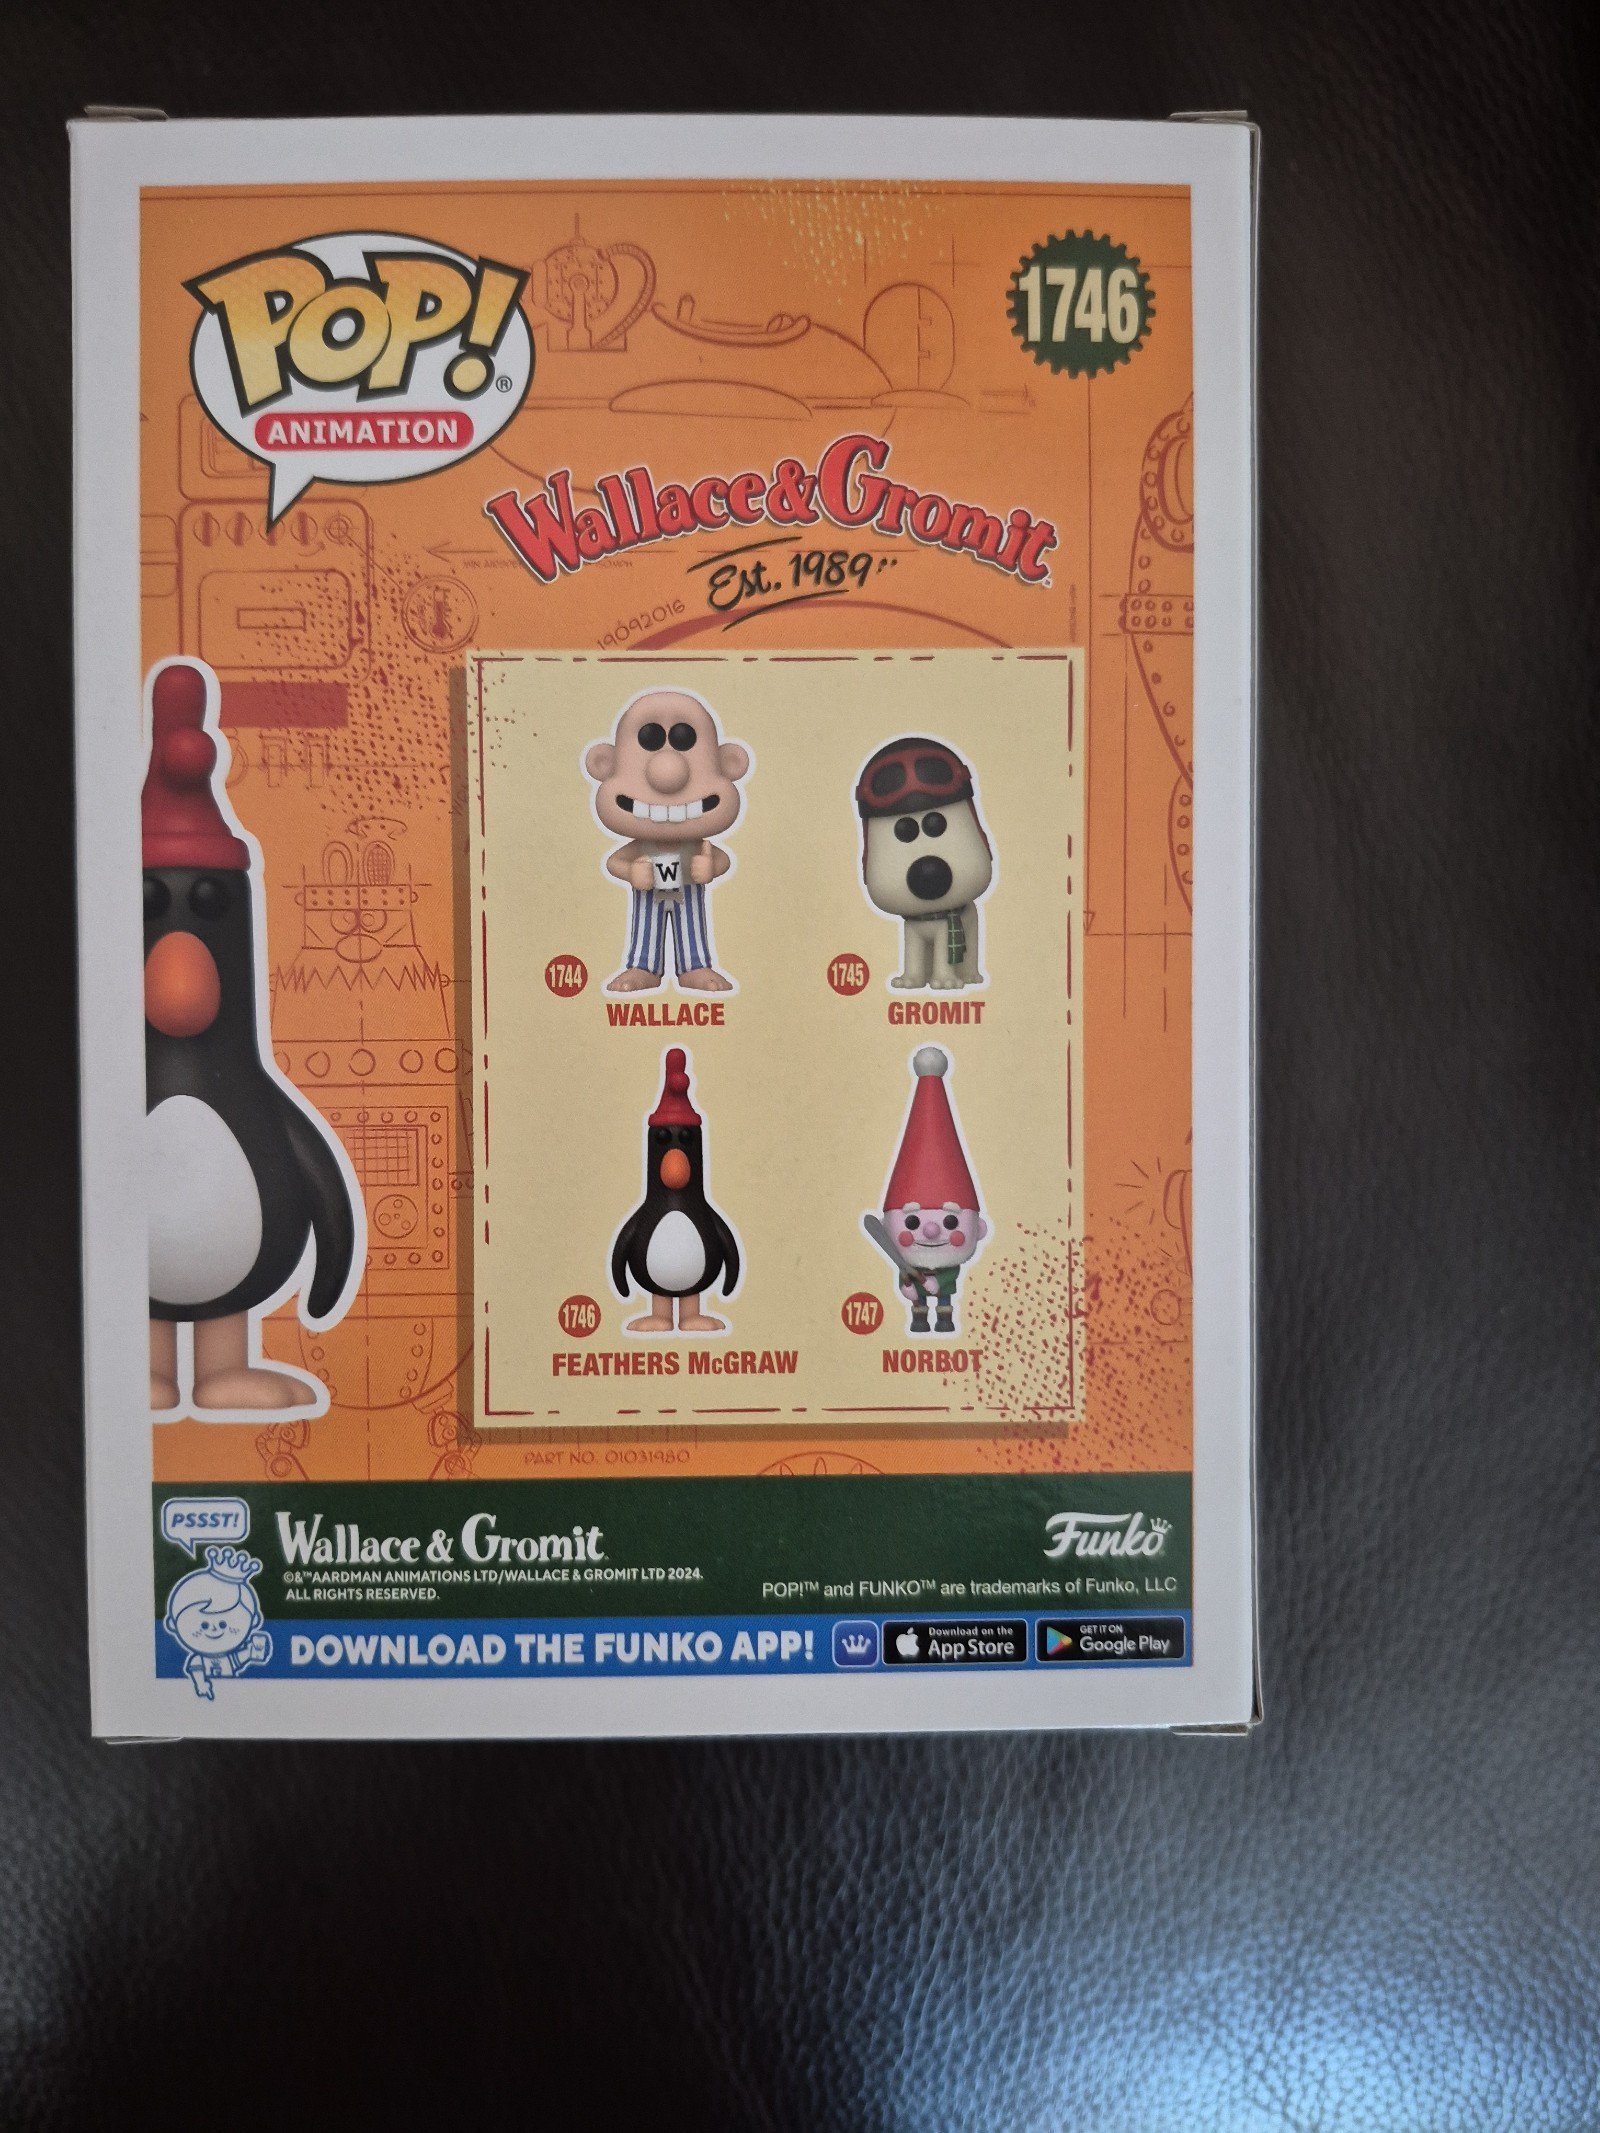 POP!®
ANIMATION
1746
Wallace & Gromit
Est. 1989
19092016
W
1744
WALLACE
1745
GROMIT
1746
FEATHERS McGRAW
1747
NORBOT
PART NO. 01031980
PSSST!
Wallace & Gromit
©&™AARDMAN ANIMATIONS LTD/WALLACE & GROMIT LTD 2024.
ALL RIGHTS RESERVED.
Funko
POP!™ and FUNKO™ are trademarks of Funko, LLC
DOWNLOAD THE FUNKO APP!
Download on the
App Store
GET IT ON
Google Play